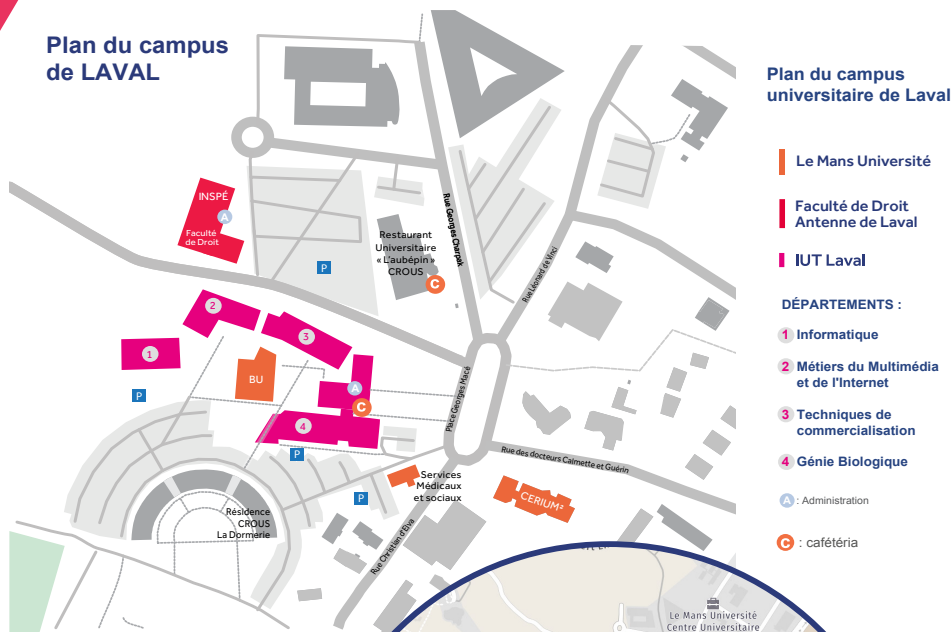 Plan du campus
de LAVAL
Plan du campus
universitaire de Laval
Le Mans Université
Faculté de Droit
Antenne de Laval
IUT Laval
DÉPARTEMENTS :
1 Informatique
2 Métiers du Multimédia
et de l'Internet
3 Techniques de
commercialisation
4 Génie Biologique
A : Administration
C : cafétéria
INSPÉ
A
Faculté
de Droit
Rue Georges Charpak
Restaurant
Universitaire
« L'aubépin »
CROUS
C
P
Rue Léonard de Vinci
2
3
1
BU
A
C
P
4
P
Place Georges Macé
Rue des docteurs Calmette et Guérin
Services
Médicaux
et sociaux
P
CERIUM²
Résidence
CROUS
La Dormerie
Rue Christian d'Elva
Le Mans Université
Centre Universitaire